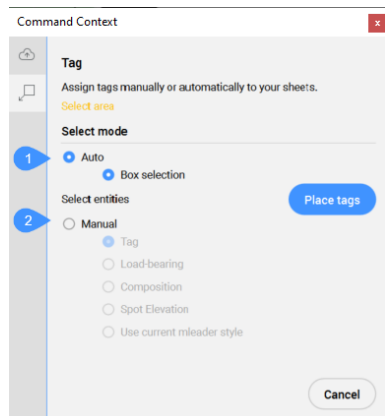 Command Context
x
Tag
Assign tags manually or automatically to your sheets.
Select area
Select mode
1
Auto
Box selection
Select entities
Place tags
2
Manual
Tag
Load-bearing
Composition
Spot Elevation
Use current mleader style
Cancel